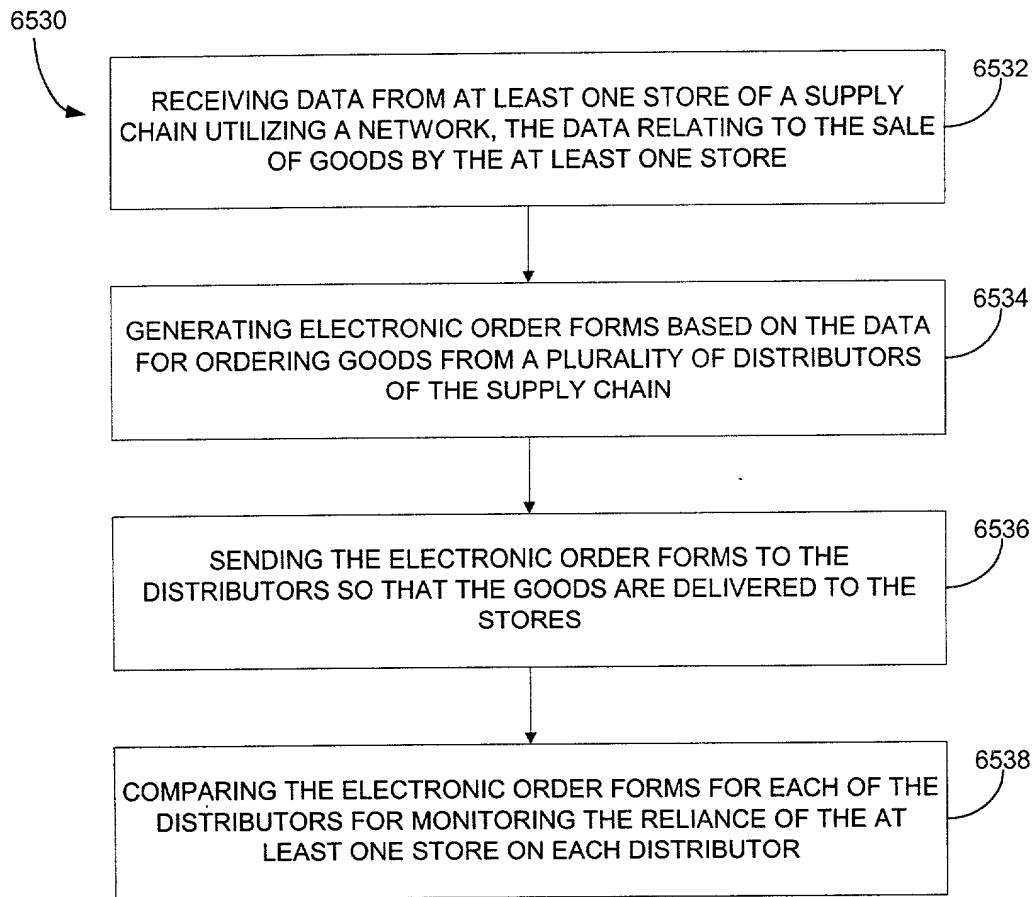 6530
6532
RECEIVING DATA FROM AT LEAST ONE STORE OF A SUPPLY
CHAIN UTILIZING A NETWORK, THE DATA RELATING TO THE SALE
OF GOODS BY THE AT LEAST ONE STORE
6534
GENERATING ELECTRONIC ORDER FORMS BASED ON THE DATA
FOR ORDERING GOODS FROM A PLURALITY OF DISTRIBUTORS
OF THE SUPPLY CHAIN
6536
SENDING THE ELECTRONIC ORDER FORMS TO THE
DISTRIBUTORS SO THAT THE GOODS ARE DELIVERED TO THE
STORES
6538
COMPARING THE ELECTRONIC ORDER FORMS FOR EACH OF THE
DISTRIBUTORS FOR MONITORING THE RELIANCE OF THE AT
LEAST ONE STORE ON EACH DISTRIBUTOR